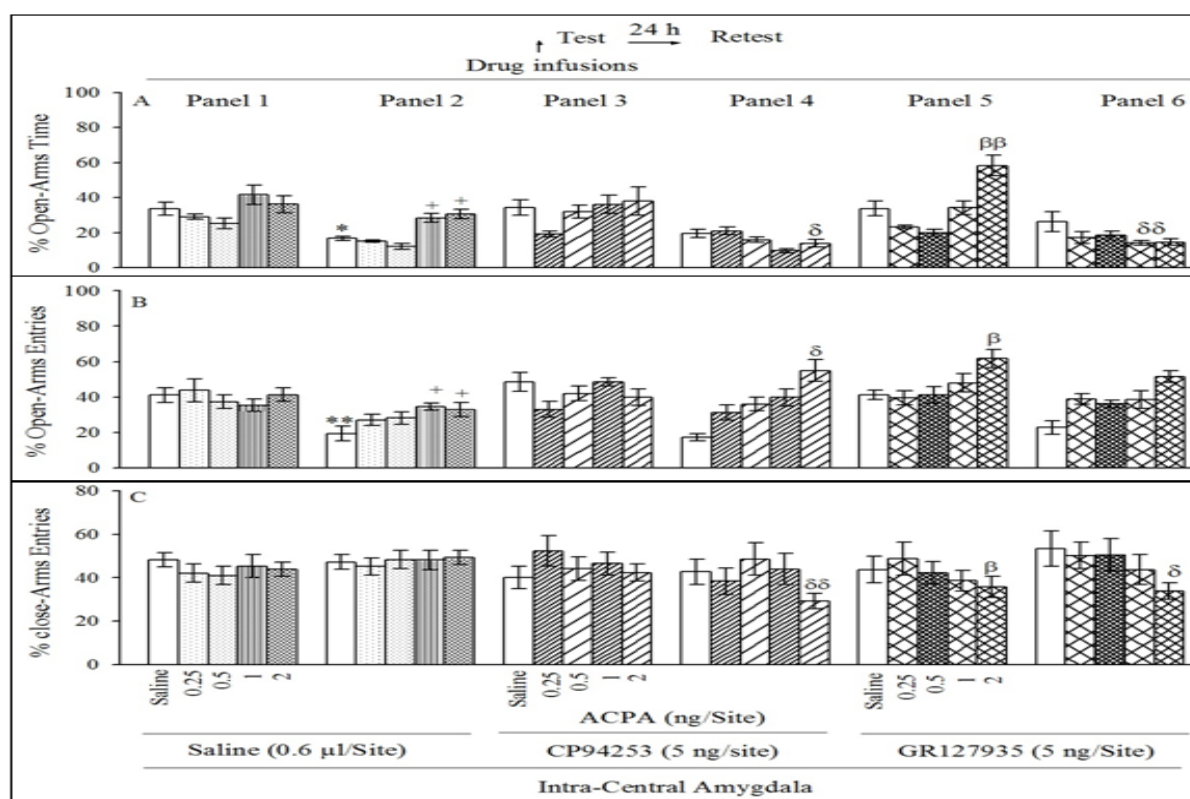 Test 24 h Retest
Drug infusions
A Panel 1 Panel 2 Panel 3 Panel 4 Panel 5 Panel 6
% Open-Arms Time
100
80
60
40
20
0
* + + δ ββ δδ
B
% Open-Arms Entries
100
80
60
40
20
0
** + + δ β
C
% close-Arms Entries
80
60
40
20
0
δδ β δ
Saline 0.25 0.5 1 2 Saline 0.25 0.5 1 2 Saline 0.25 0.5 1 2
ACPA (ng/Site)
Saline (0.6 µl/Site) CP94253 (5 ng/site) GR127935 (5 ng/Site)
Intra-Central Amygdala